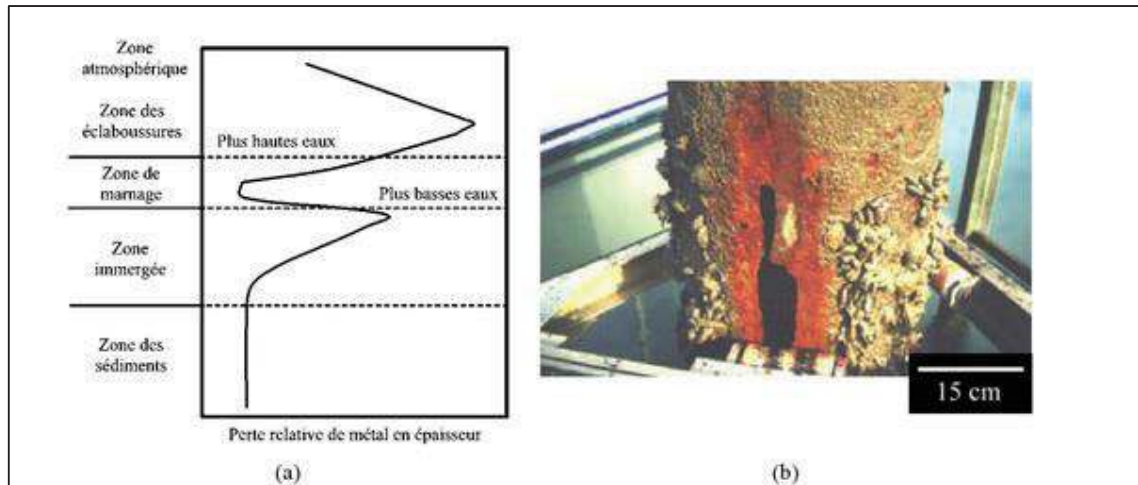 Zone
atmosphérique
Zone des
éclaboussures
Plus hautes eaux
Zone de
marnage
Plus basses eaux
Zone
immergée
Zone des
sédiments
Perte relative de métal en épaisseur
(a)
15 cm
(b)